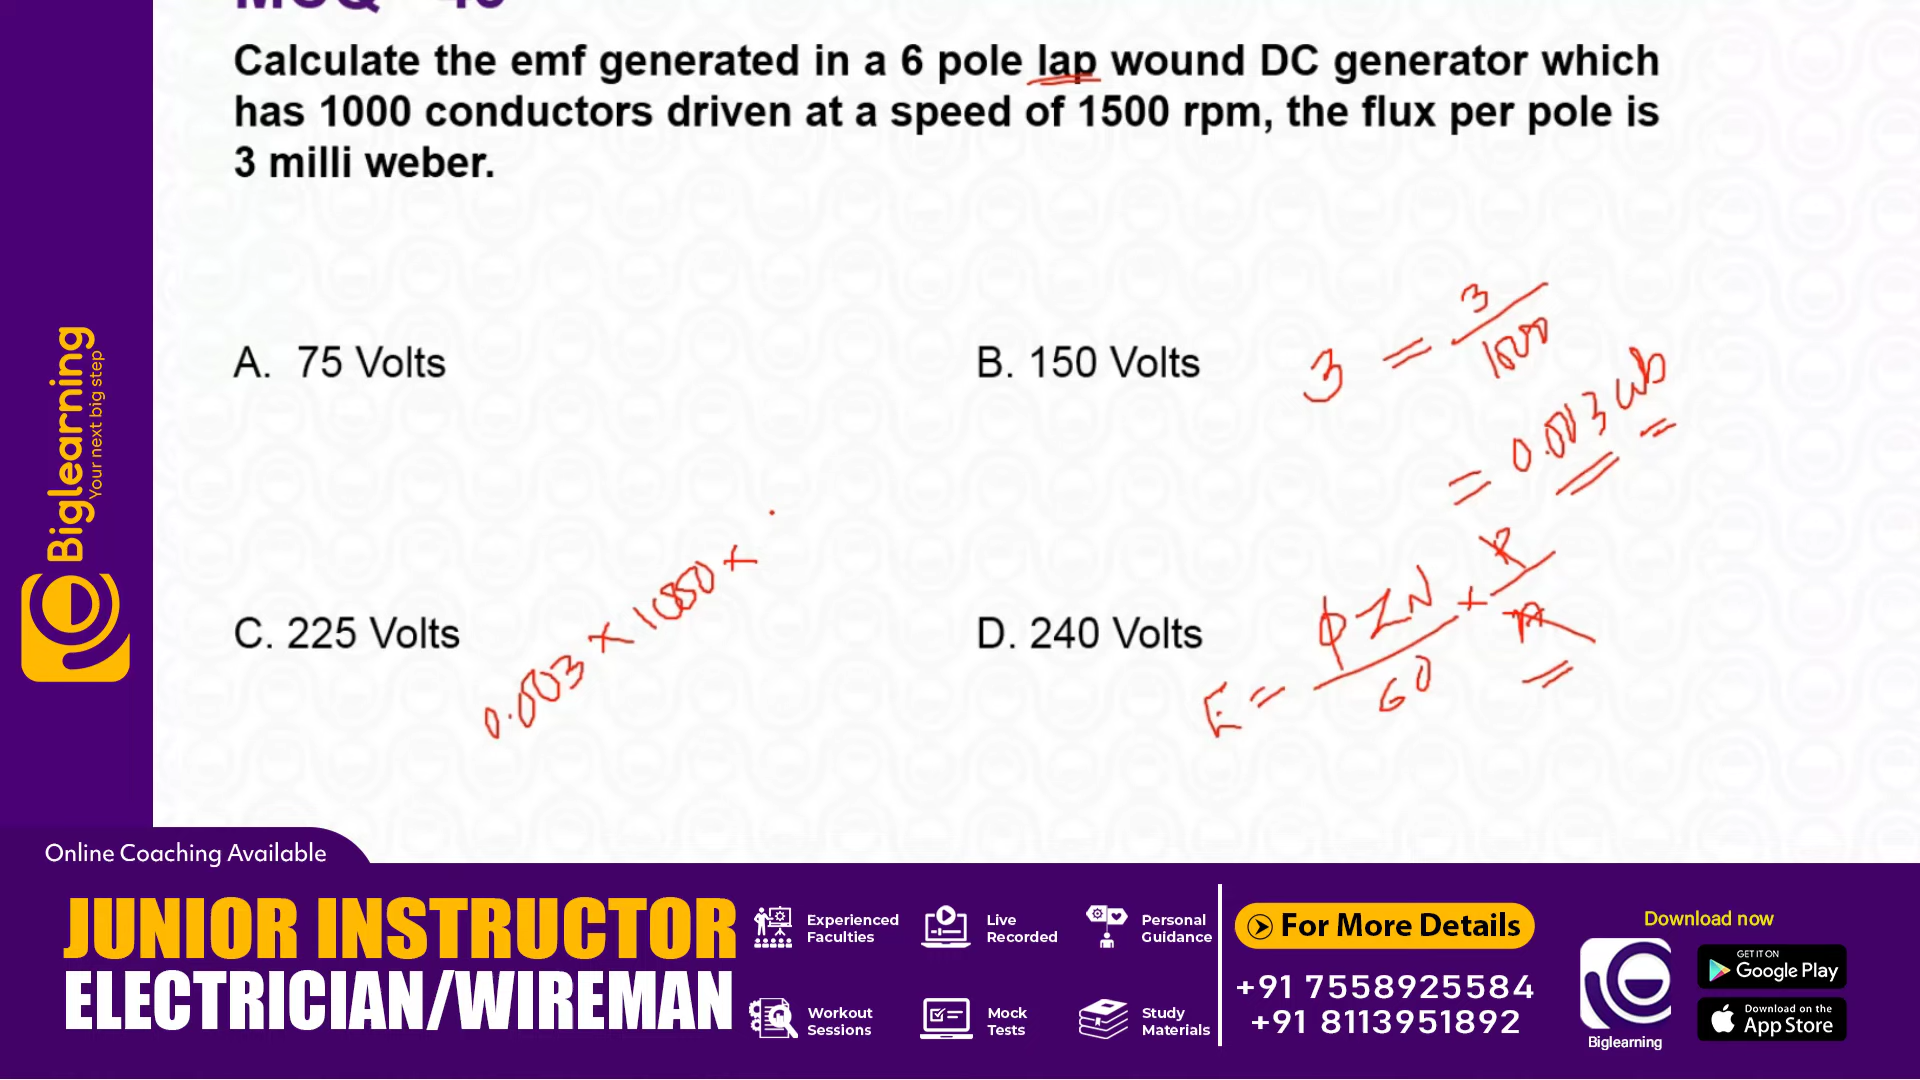 MCQ - 40
Calculate the emf generated in a 6 pole lap wound DC generator which
has 1000 conductors driven at a speed of 1500 rpm, the flux per pole is
3 milli weber.
A. 75 Volts
B. 150 Volts
3 = 3/1000
= 0.003 wb
C. 225 Volts
D. 240 Volts
0.003 × 1000 ×
E = ϕZN/60 × P/A
Biglearning
Your next big step
Online Coaching Available
JUNIOR INSTRUCTOR
ELECTRICIAN/WIREMAN
Experienced
Faculties
Live
Recorded
Personal
Guidance
Workout
Sessions
Mock
Tests
Study
Materials
For More Details
+91 7558925584
+91 8113951892
Download now
Biglearning
GET IT ON
Google Play
Download on the
App Store